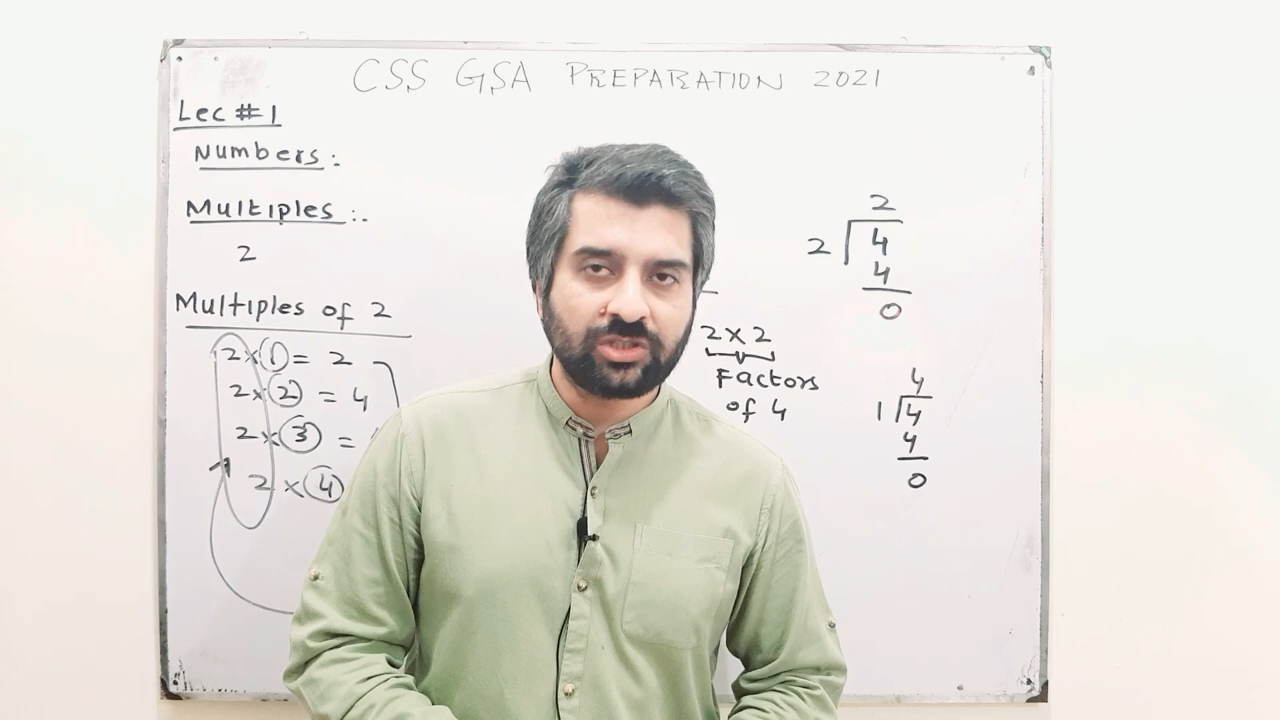 CSS GSA PREPARATION 2021
Lec # 1
Numbers:
Multiples :.
2
Multiples of 2
2×1 = 2
2×2 = 4
2×3 =
2×4
2×2
Factors
of 4
2
2 4
4
0
4
1 4
4
0